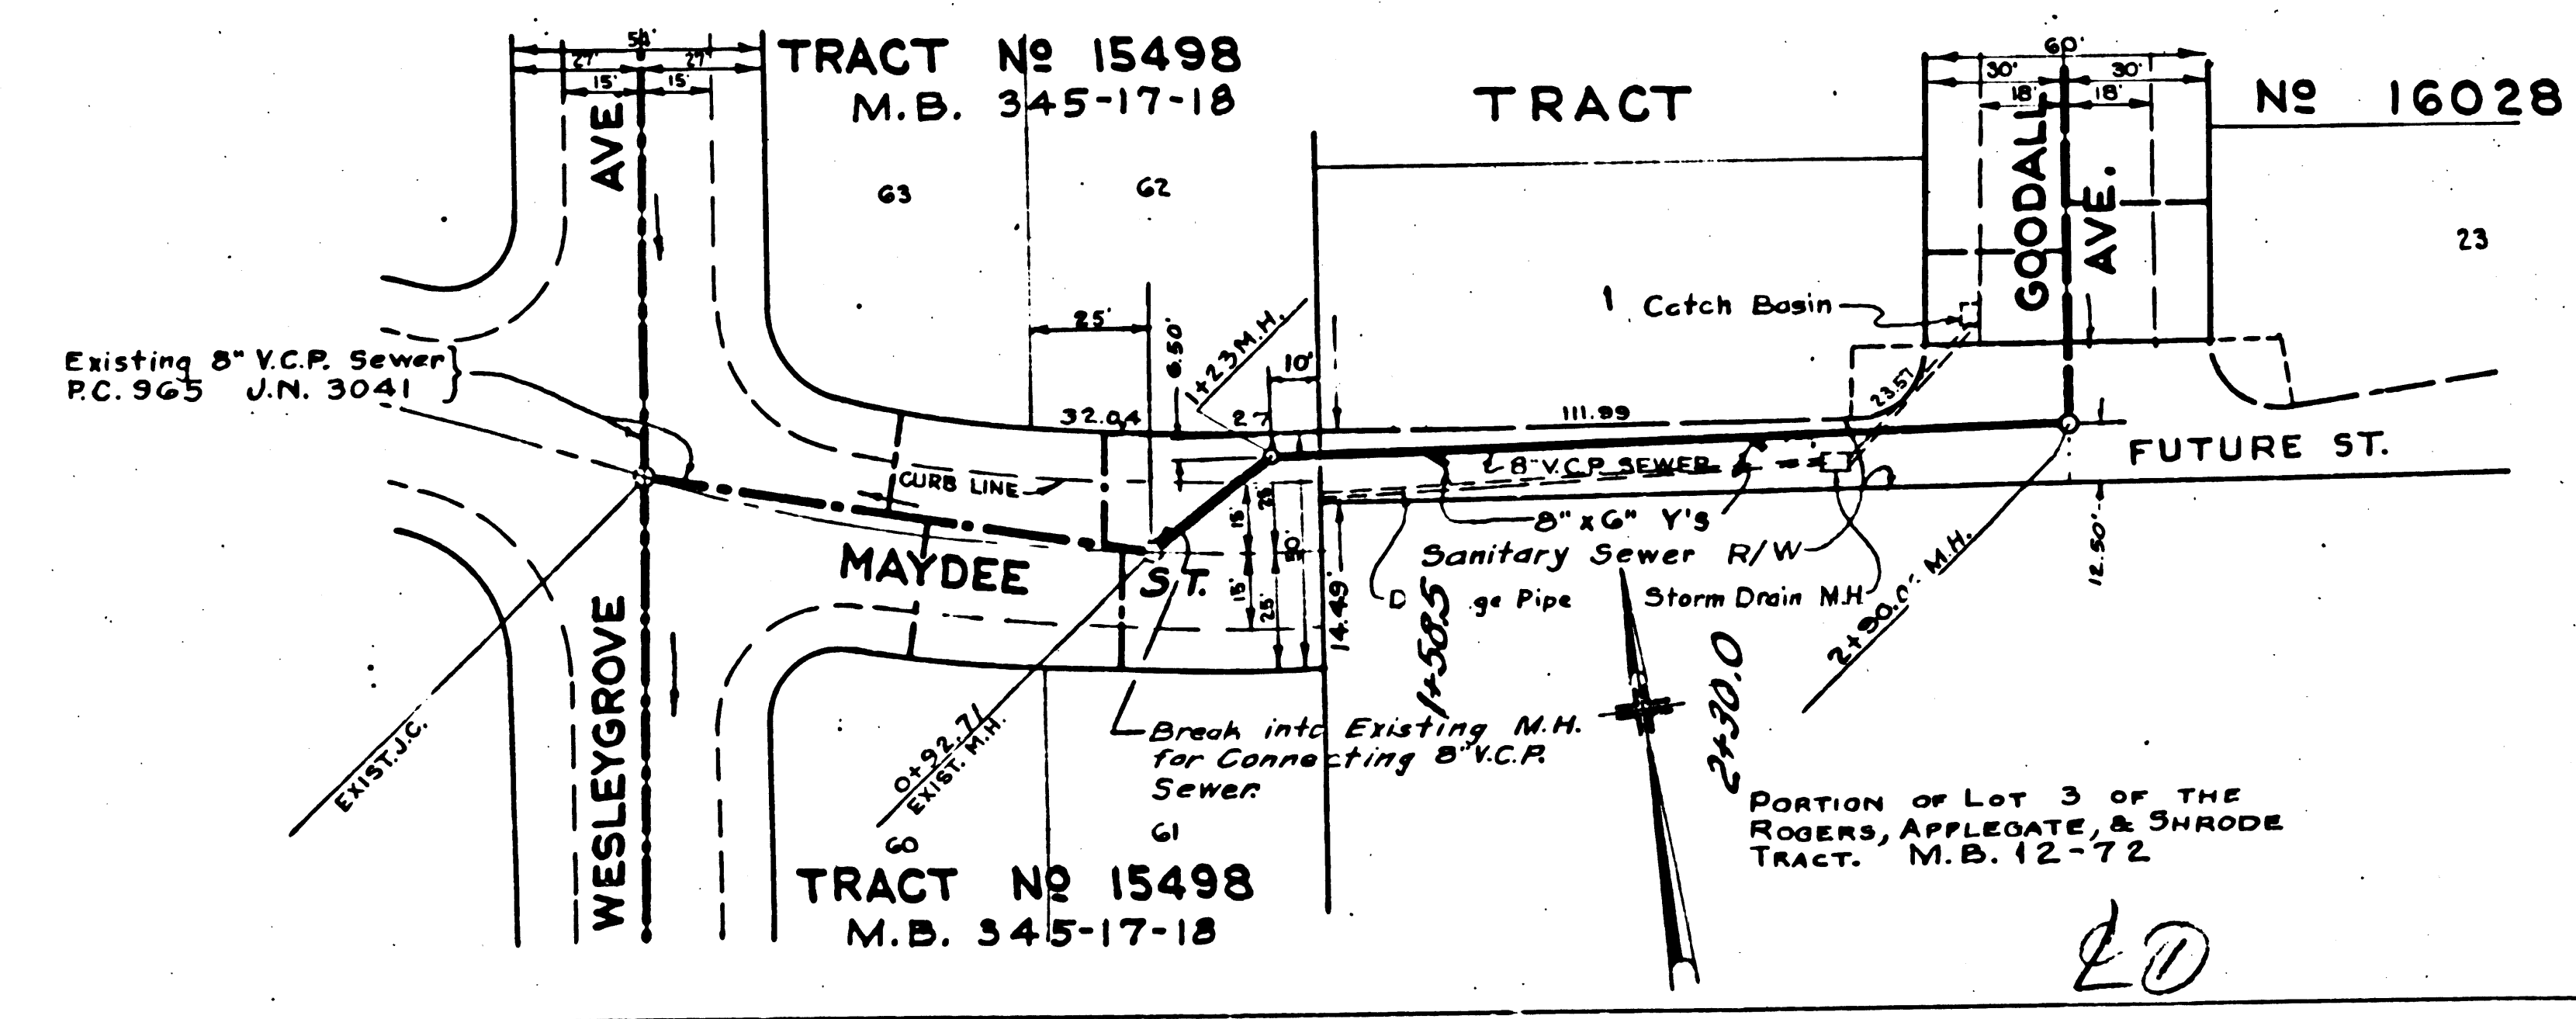 TRACT Nº 15498
M.B. 345-17-18
TRACT
Nº 16028
54'
27'
27'
15'
15'
60'
30'
30'
18'
18'
WESLEYGROVE AVE
GOODALL AVE.
63
62
23
1 Catch Basin
25'
6.50'
1+23 M.H.
10'
Existing 8" V.C.P. Sewer
P.C. 965 J.N. 3041
32.04
27
111.99
23.57
FUTURE ST.
CURB LINE
8" V.C.P. SEWER
8" x 6" Y's
Sanitary Sewer R/W
MAYDEE ST.
15'
25'
15'
25'
14.49'
12.50'
ge Pipe
Storm Drain M.H.
1+58.5
2+30.0
M.H.
EXIST. J.C.
0+92.71
EXIST. M.H.
Break into Existing M.H.
for Connecting 8" V.C.P.
Sewer.
60
61
TRACT Nº 15498
M.B. 345-17-18
PORTION OF LOT 3 OF THE
ROGERS, APPLEGATE, & SHRODE
TRACT. M.B. 12-72
1